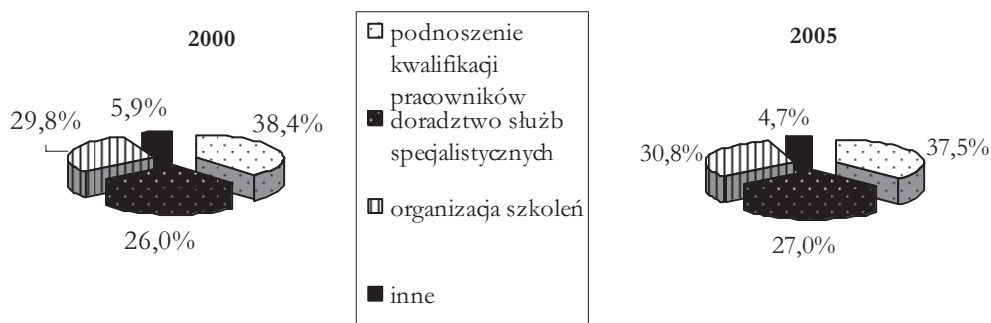 2000
5,9%
29,8%
38,4%
26,0%
podnoszenie
kwalifikacji
pracowników
doradztwo służb
specjalistycznych
organizacja szkoleń
inne
2005
4,7%
30,8%
37,5%
27,0%